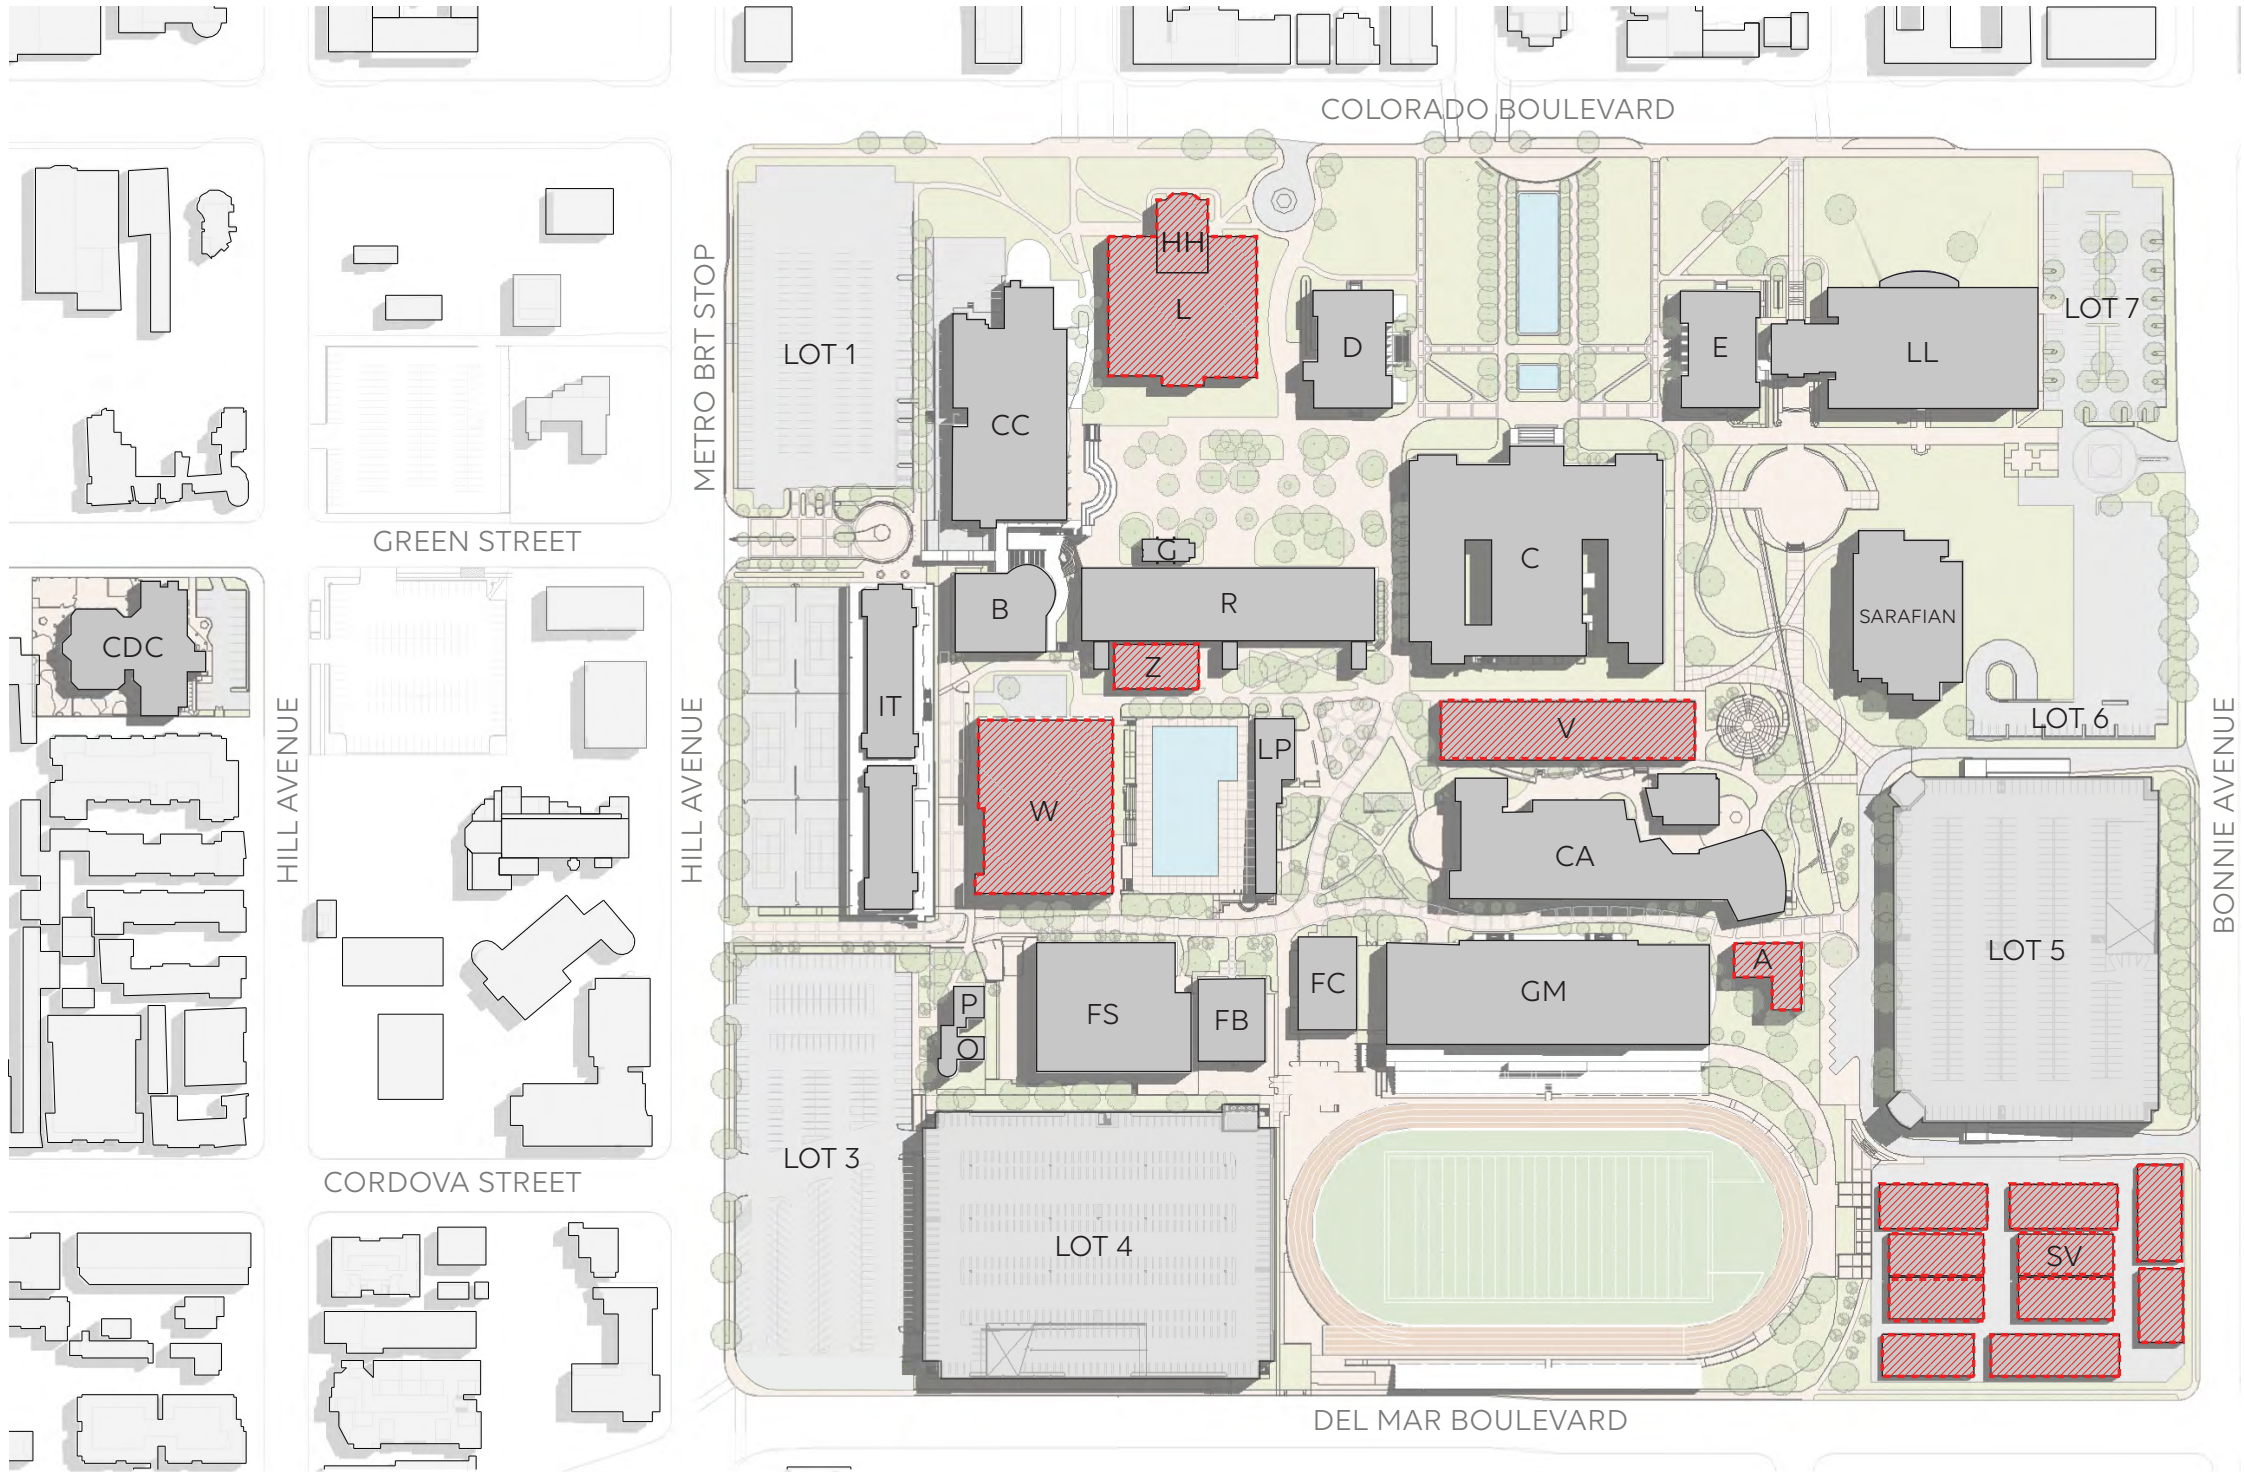 COLORADO BOULEVARD
HH
L
LOT 1
D
E
LL
LOT 7
METRO BRT STOP
CC
GREEN STREET
G
C
B
R
SARAFIAN
CDC
Z
IT
LOT 6
V
LP
HILL AVENUE
HILL AVENUE
BONNIE AVENUE
W
CA
LOT 5
A
FC
GM
P
FS
FB
O
LOT 3
CORDOVA STREET
LOT 4
SV
DEL MAR BOULEVARD